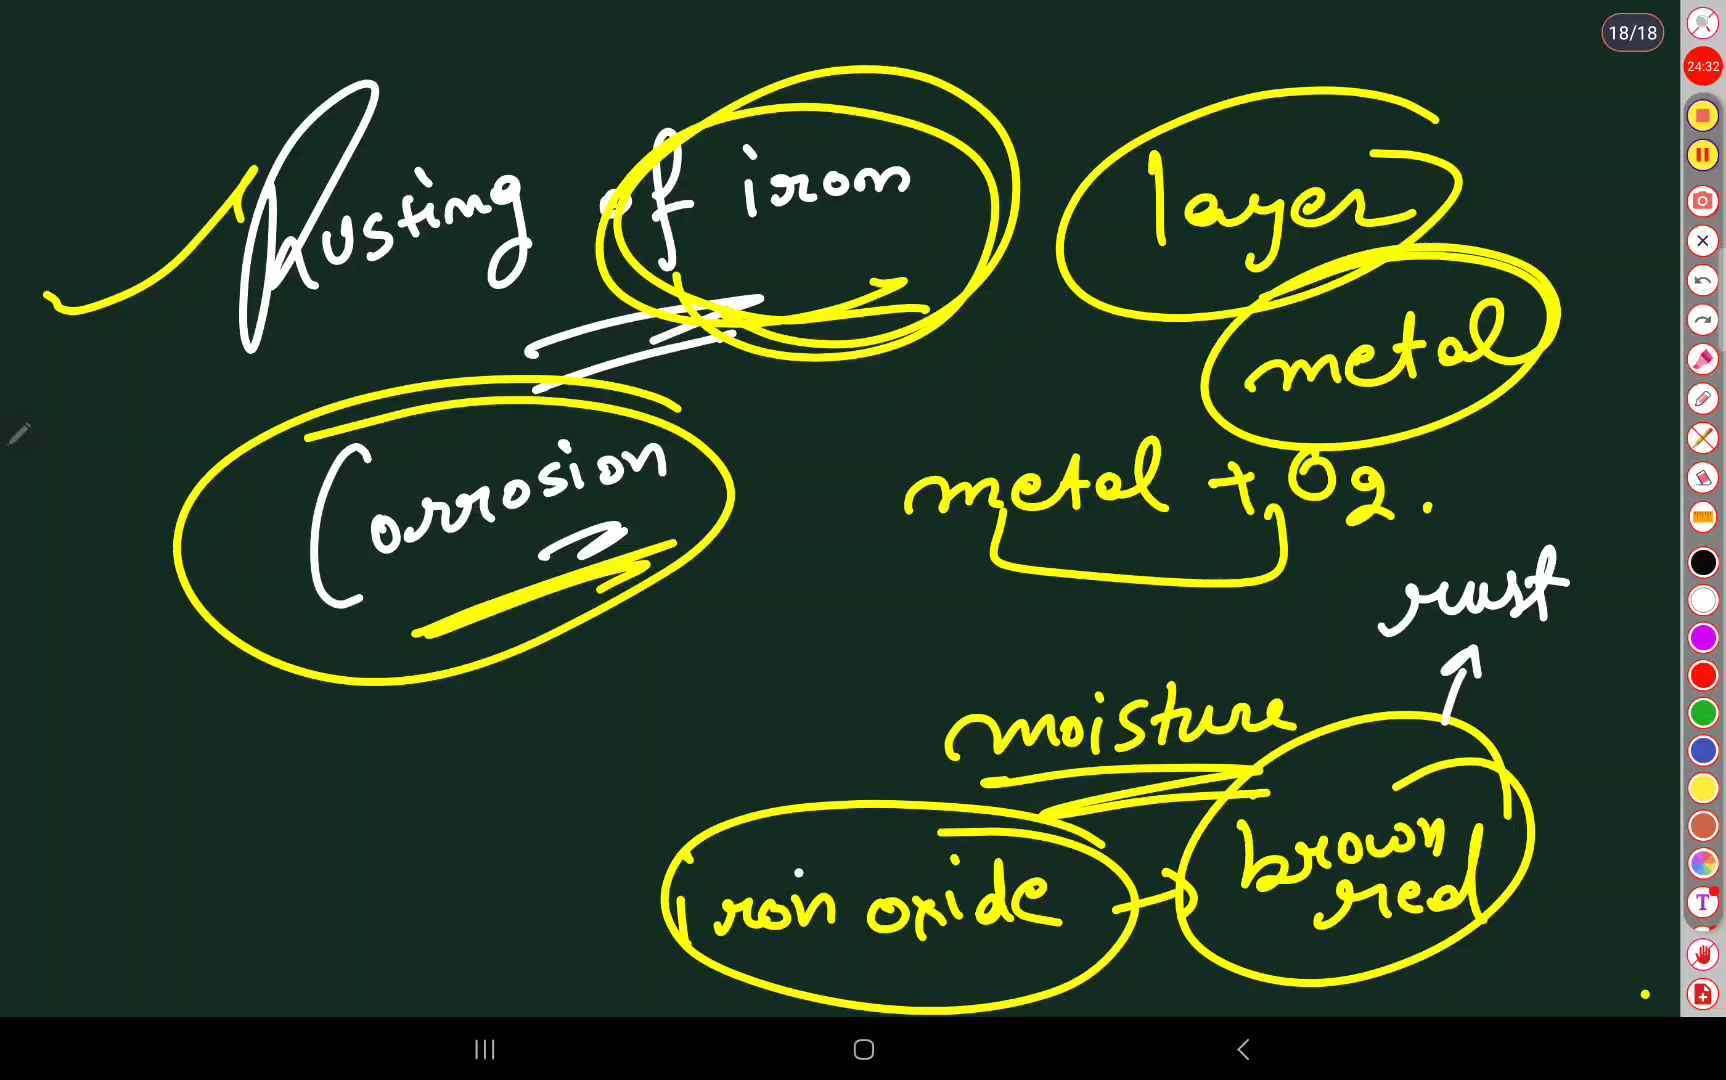 18/18
24:32
Rusting of iron
layer
metal
Corrosion
metal + O2.
rust
moisture
iron oxide → brown
red
T